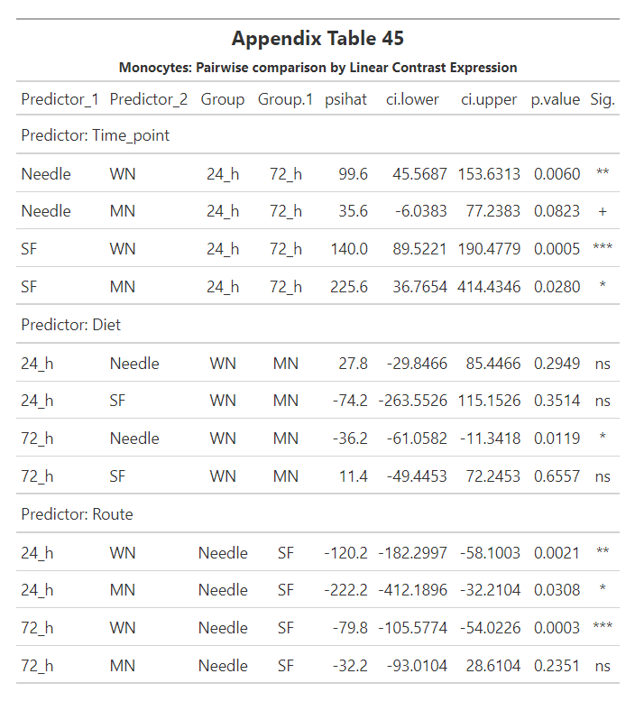 Appendix Table 45
Monocytes: Pairwise comparison by Linear Contrast Expression
Predictor_1 Predictor_2 Group Group.1 psihat ci.lower ci.upper p.value Sig.
Predictor: Time_point
Needle WN 24_h 72_h 99.6 45.5687 153.6313 0.0060 **
Needle MN 24_h 72_h 35.6 -6.0383 77.2383 0.0823 +
SF WN 24_h 72_h 140.0 89.5221 190.4779 0.0005 ***
SF MN 24_h 72_h 225.6 36.7654 414.4346 0.0280 *
Predictor: Diet
24_h Needle WN MN 27.8 -29.8466 85.4466 0.2949 ns
24_h SF WN MN -74.2 -263.5526 115.1526 0.3514 ns
72_h Needle WN MN -36.2 -61.0582 -11.3418 0.0119 *
72_h SF WN MN 11.4 -49.4453 72.2453 0.6557 ns
Predictor: Route
24_h WN Needle SF -120.2 -182.2997 -58.1003 0.0021 **
24_h MN Needle SF -222.2 -412.1896 -32.2104 0.0308 *
72_h WN Needle SF -79.8 -105.5774 -54.0226 0.0003 ***
72_h MN Needle SF -32.2 -93.0104 28.6104 0.2351 ns